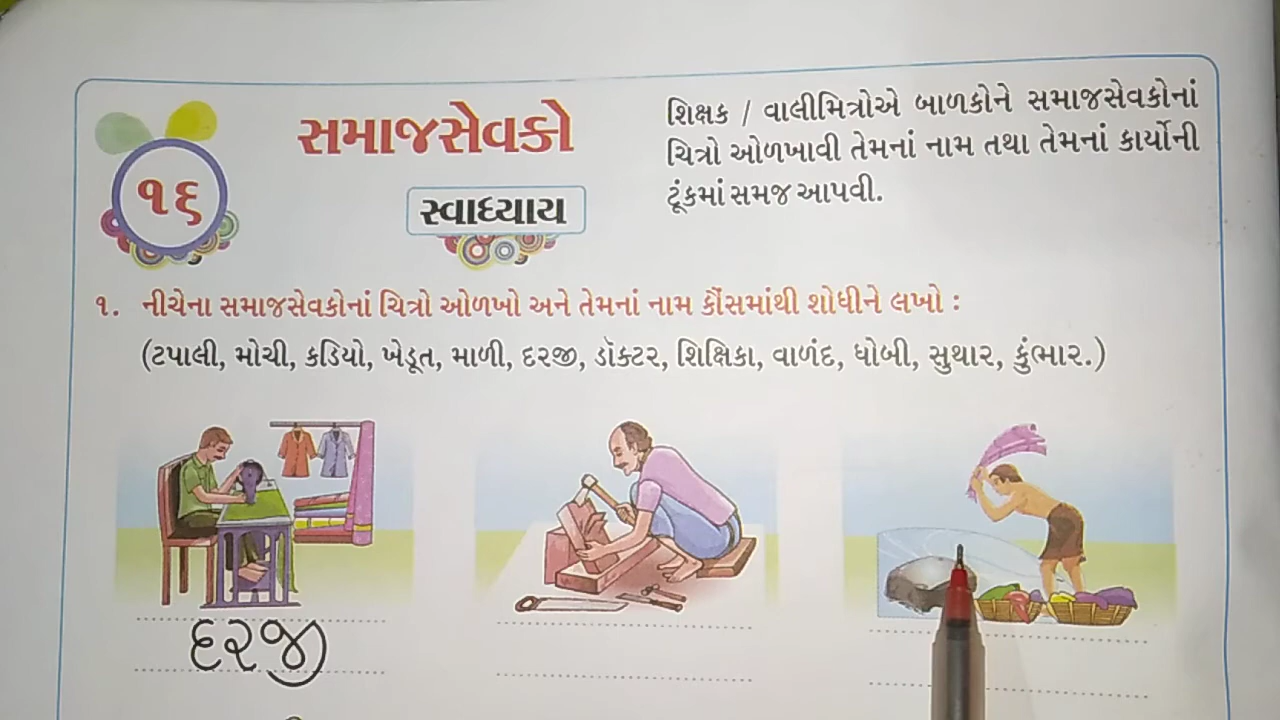 સમાજસેવકો
શિક્ષક / વાલીમિત્રોએ બાળકોને સમાજસેવકોનાં
ચિત્રો ઓળખાવી તેમનાં નામ તથા તેમનાં કાર્યોની
ટૂંકમાં સમજ આપવી.
૧૬
સ્વાધ્યાય
૧. નીચેના સમાજસેવકોનાં ચિત્રો ઓળખો અને તેમનાં નામ કૌંસમાંથી શોધીને લખો :
(ટપાલી, મોચી, કડિયો, ખેડૂત, માળી, દરજી, ડૉક્ટર, શિક્ષિકા, વાળંદ, ધોબી, સુથાર, કુંભાર.)
દરજી